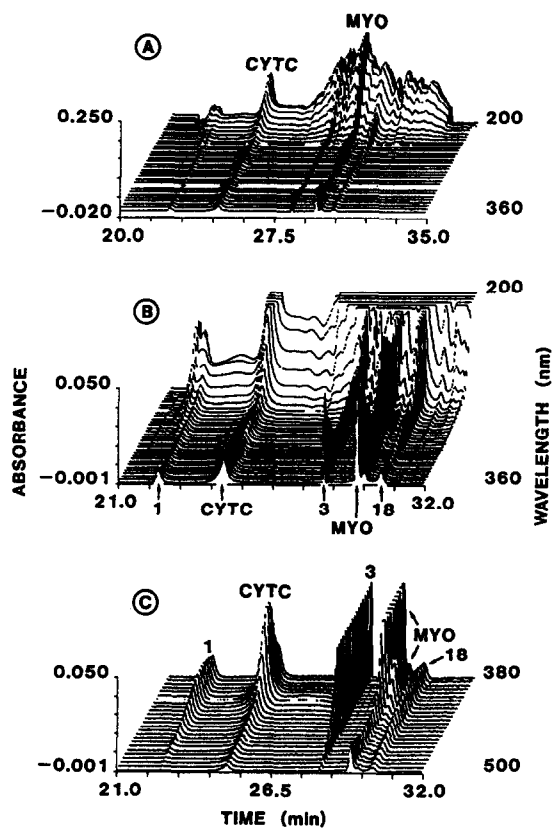 A
MYO
CYTC
0.250
200
−0.020
360
20.0 27.5 35.0
B
200
0.050
−0.001
360
21.0 1 CYTC 3 MYO 18 32.0
ABSORBANCE
WAVELENGTH (nm)
C
3
CYTC
1
MYO
18
0.050
380
−0.001
500
21.0 26.5 32.0
TIME (min)